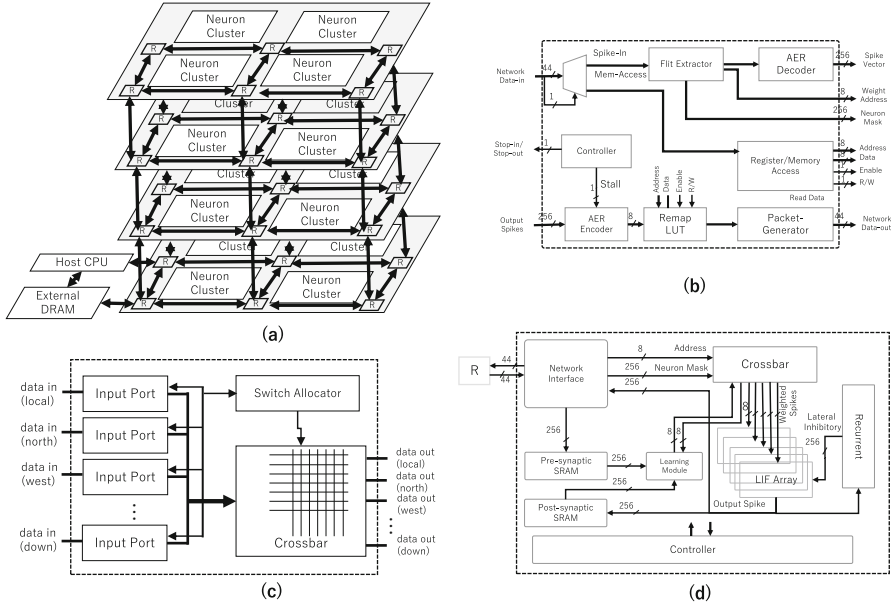 Neuron
Cluster
Neuron
Cluster
R
R
R
Neuron
Cluster
Neuron
Cluster
R
R
R
Cluster
Cluster
R
R
R
Neuron
Cluster
Neuron
Cluster
R
R
R
Cluster
Cluster
R
R
R
Neuron
Cluster
Neuron
Cluster
R
R
R
Cluster
Cluster
R
R
R
Neuron
Cluster
Neuron
Cluster
R
R
R
Host CPU
External
DRAM
(a)
Network
Data-in
44
1
Spike-In
Mem-Access
Flit Extractor
AER
Decoder
256
Spike
Vector
8
Weight
Address
256
Neuron
Mask
Stop-in/
Stop-out
1
Controller
1
Stall
Register/Memory
Access
8
Address
8
Data
1
Enable
1
R/W
Read Data
Address
Data
Enable
R/W
Output
Spikes
256
AER
Encoder
8
Remap
LUT
Packet-
Generator
44
Network
Data-out
(b)
data in
(local)
Input Port
Switch Allocator
data in
(north)
Input Port
data in
(west)
Input Port
data in
(down)
Input Port
Crossbar
data out
(local)
data out
(north)
data out
(west)
data out
(down)
(c)
R
44
44
Network
Interface
8
Address
256
Neuron Mask
256
Crossbar
8
Weighted
Spikes
Lateral
Inhibitory
256
Recurrent
256
8
8
Pre-synaptic
SRAM
256
Learning
Module
256
LIF Array
Post-synaptic
SRAM
256
Output Spike
Controller
(d)